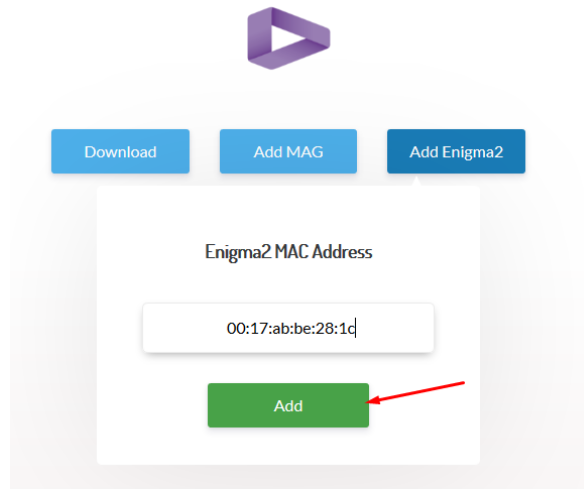 Download Add MAG Add Enigma2
Enigma2 MAC Address
00:17:ab:be:28:1c
Add